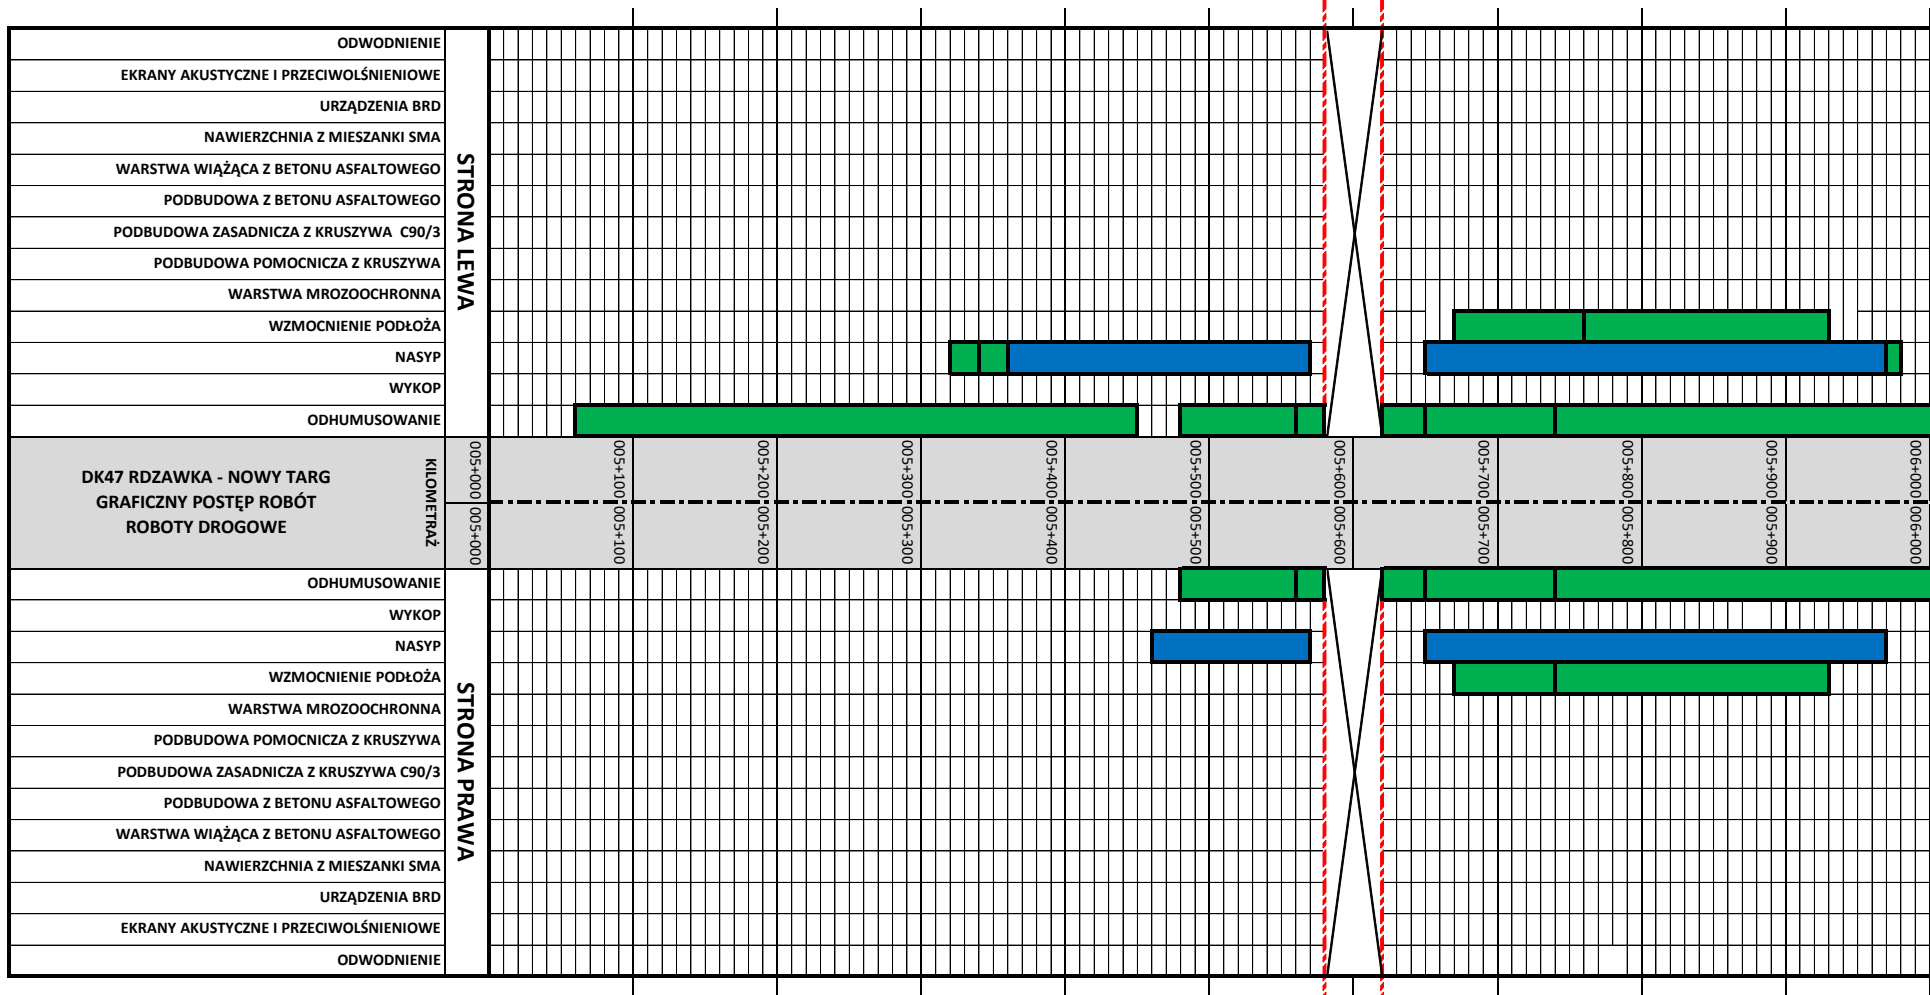 ODWODNIENIE
EKRANY AKUSTYCZNE I PRZECIWOLŚNIENIOWE
URZĄDZENIA BRD
NAWIERZCHNIA Z MIESZANKI SMA
WARSTWA WIĄŻĄCA Z BETONU ASFALTOWEGO
PODBUDOWA Z BETONU ASFALTOWEGO
PODBUDOWA ZASADNICZA Z KRUSZYWA C90/3
PODBUDOWA POMOCNICZA Z KRUSZYWA
WARSTWA MROZOOCHRONNA
WZMOCNIENIE PODŁOŻA
NASYP
WYKOP
ODHUMUSOWANIE
STRONA LEWA
DK47 RDZAWKA - NOWY TARG
GRAFICZNY POSTĘP ROBÓT
ROBOTY DROGOWE
KILOMETRAŻ
005+000 005+100 005+200 005+300 005+400 005+500 005+600 005+700 005+800 005+900 006+000
005+000 005+100 005+200 005+300 005+400 005+500 005+600 005+700 005+800 005+900 006+000
ODHUMUSOWANIE
WYKOP
NASYP
WZMOCNIENIE PODŁOŻA
WARSTWA MROZOOCHRONNA
PODBUDOWA POMOCNICZA Z KRUSZYWA
PODBUDOWA ZASADNICZA Z KRUSZYWA C90/3
PODBUDOWA Z BETONU ASFALTOWEGO
WARSTWA WIĄŻĄCA Z BETONU ASFALTOWEGO
NAWIERZCHNIA Z MIESZANKI SMA
URZĄDZENIA BRD
EKRANY AKUSTYCZNE I PRZECIWOLŚNIENIOWE
ODWODNIENIE
STRONA PRAWA